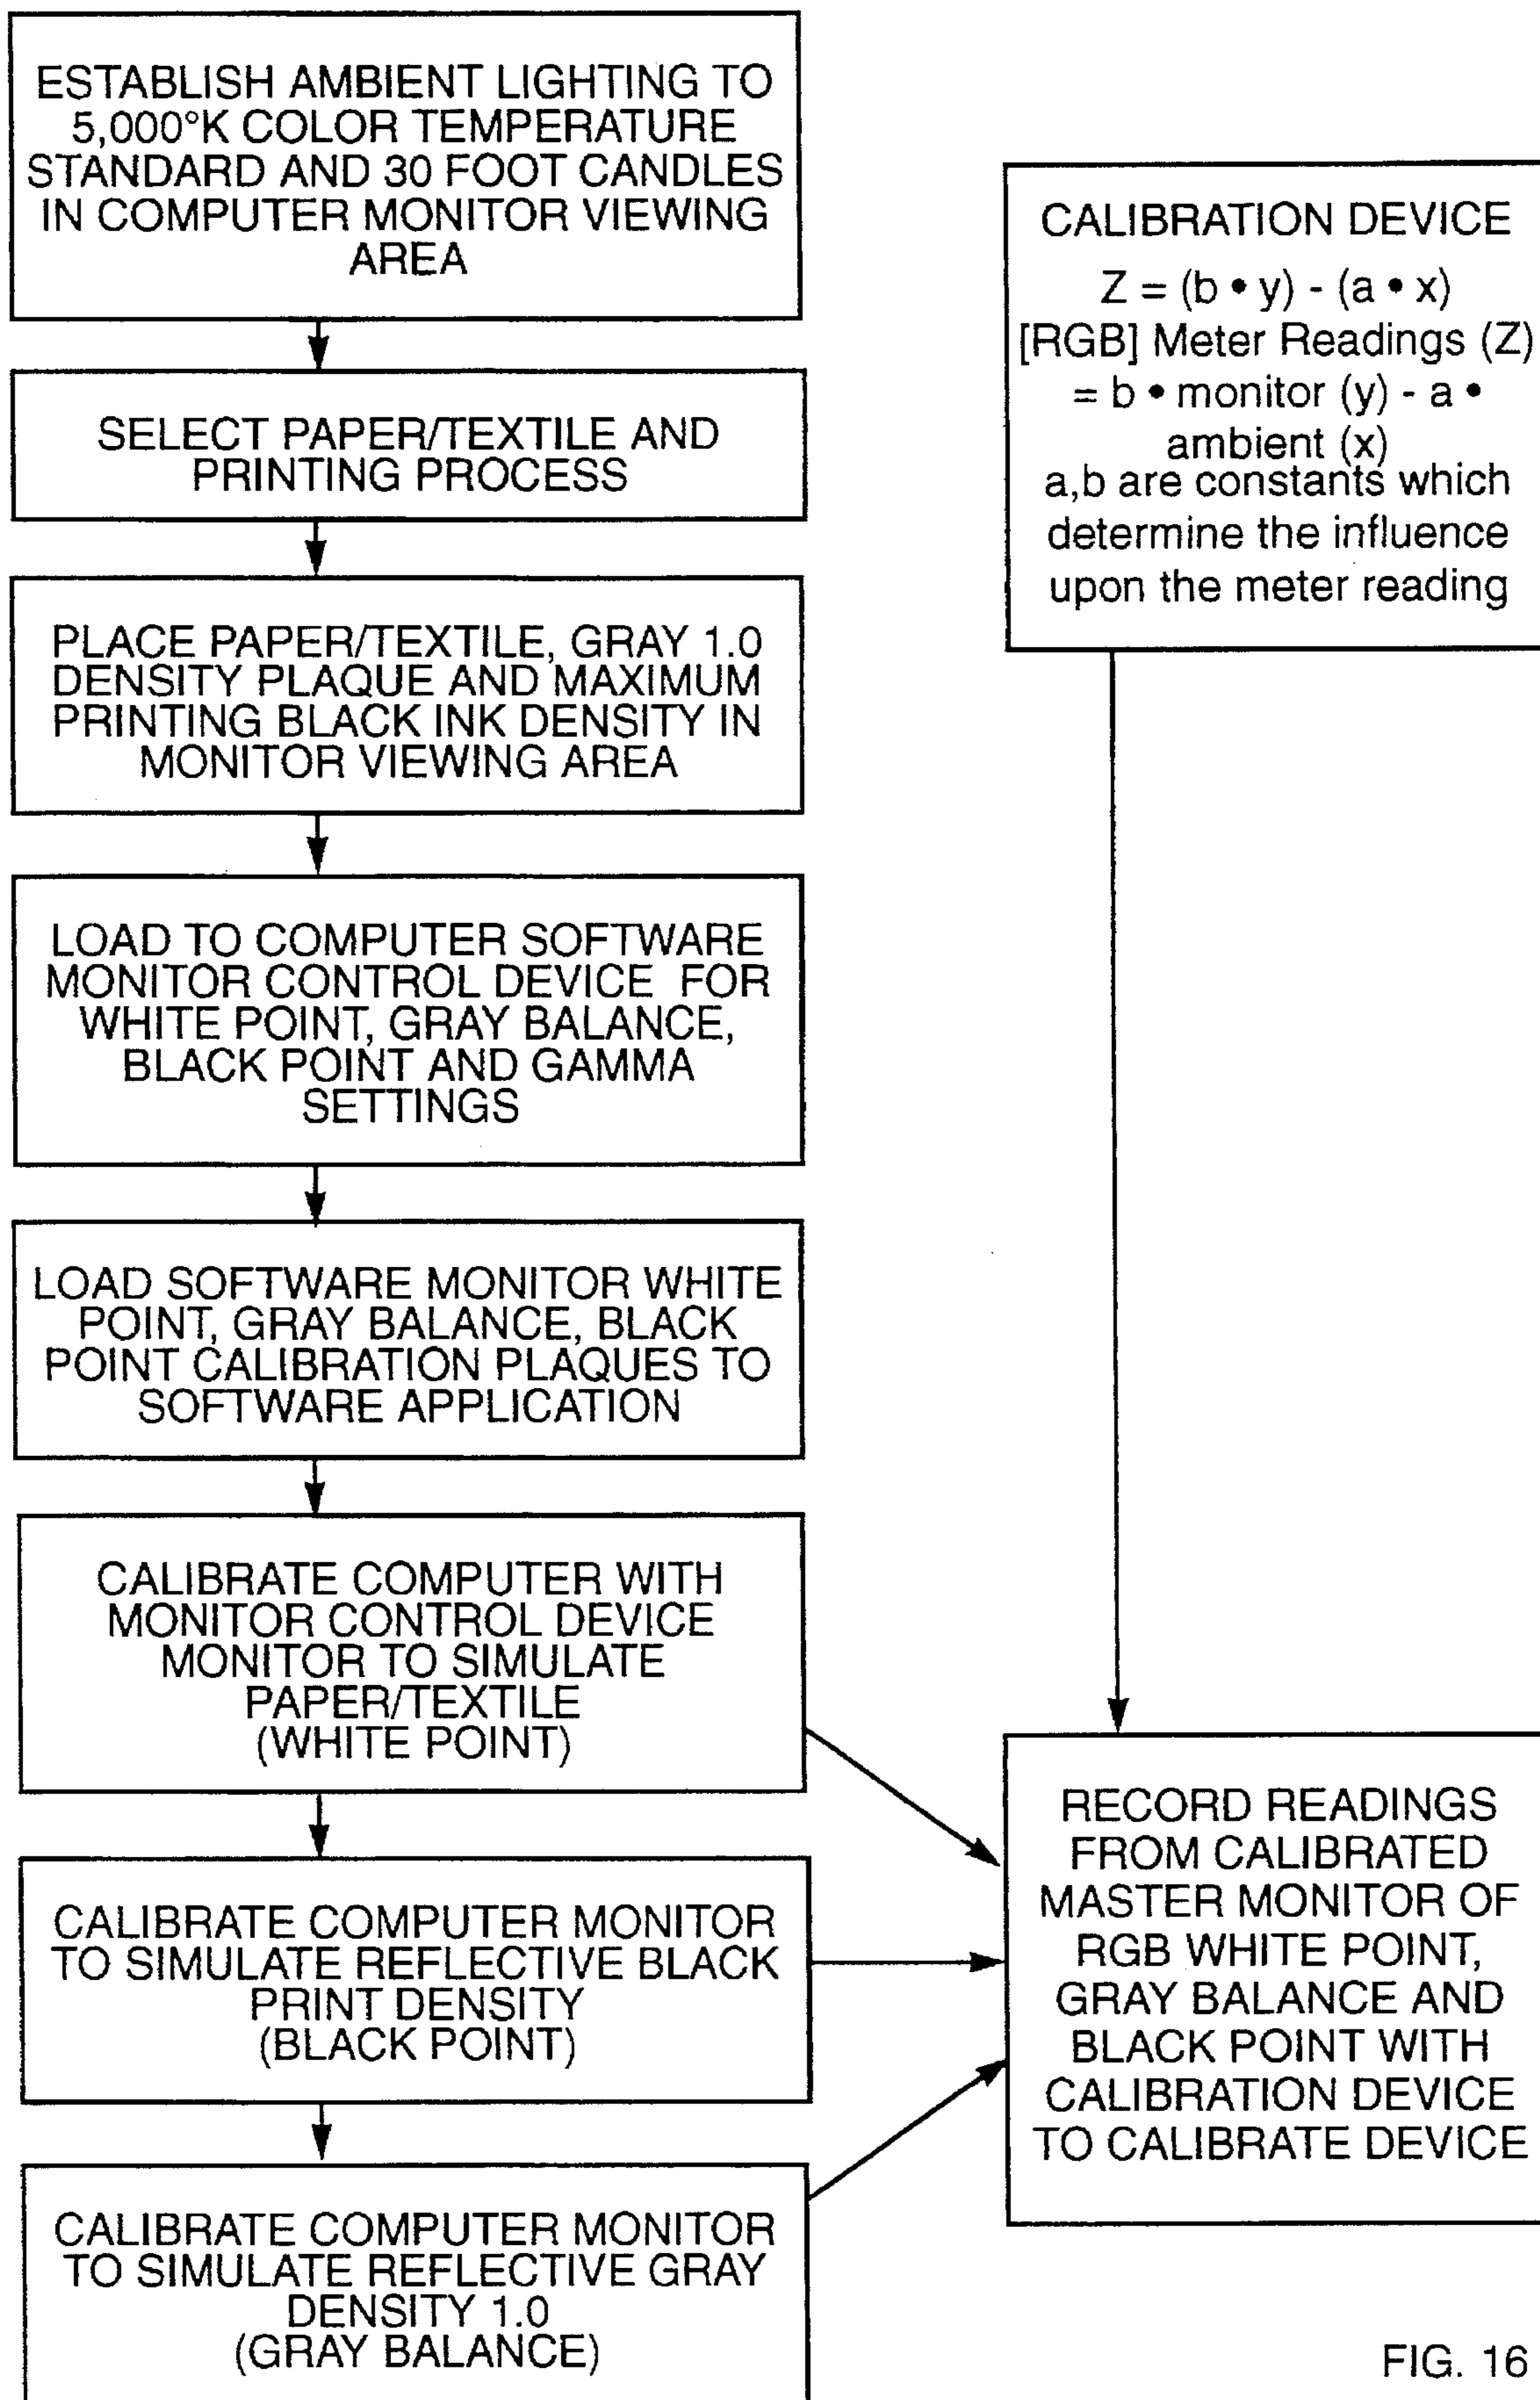 ESTABLISH AMBIENT LIGHTING TO
5,000°K COLOR TEMPERATURE
STANDARD AND 30 FOOT CANDLES
IN COMPUTER MONITOR VIEWING
AREA
SELECT PAPER/TEXTILE AND
PRINTING PROCESS
PLACE PAPER/TEXTILE, GRAY 1.0
DENSITY PLAQUE AND MAXIMUM
PRINTING BLACK INK DENSITY IN
MONITOR VIEWING AREA
LOAD TO COMPUTER SOFTWARE
MONITOR CONTROL DEVICE FOR
WHITE POINT, GRAY BALANCE,
BLACK POINT AND GAMMA
SETTINGS
LOAD SOFTWARE MONITOR WHITE
POINT, GRAY BALANCE, BLACK
POINT CALIBRATION PLAQUES TO
SOFTWARE APPLICATION
CALIBRATE COMPUTER WITH
MONITOR CONTROL DEVICE
MONITOR TO SIMULATE
PAPER/TEXTILE
(WHITE POINT)
CALIBRATE COMPUTER MONITOR
TO SIMULATE REFLECTIVE BLACK
PRINT DENSITY
(BLACK POINT)
CALIBRATE COMPUTER MONITOR
TO SIMULATE REFLECTIVE GRAY
DENSITY 1.0
(GRAY BALANCE)
CALIBRATION DEVICE
Z = (b • y) - (a • x)
[RGB] Meter Readings (Z)
= b • monitor (y) - a •
ambient (x)
a,b are constants which
determine the influence
upon the meter reading
RECORD READINGS
FROM CALIBRATED
MASTER MONITOR OF
RGB WHITE POINT,
GRAY BALANCE AND
BLACK POINT WITH
CALIBRATION DEVICE
TO CALIBRATE DEVICE
FIG. 16